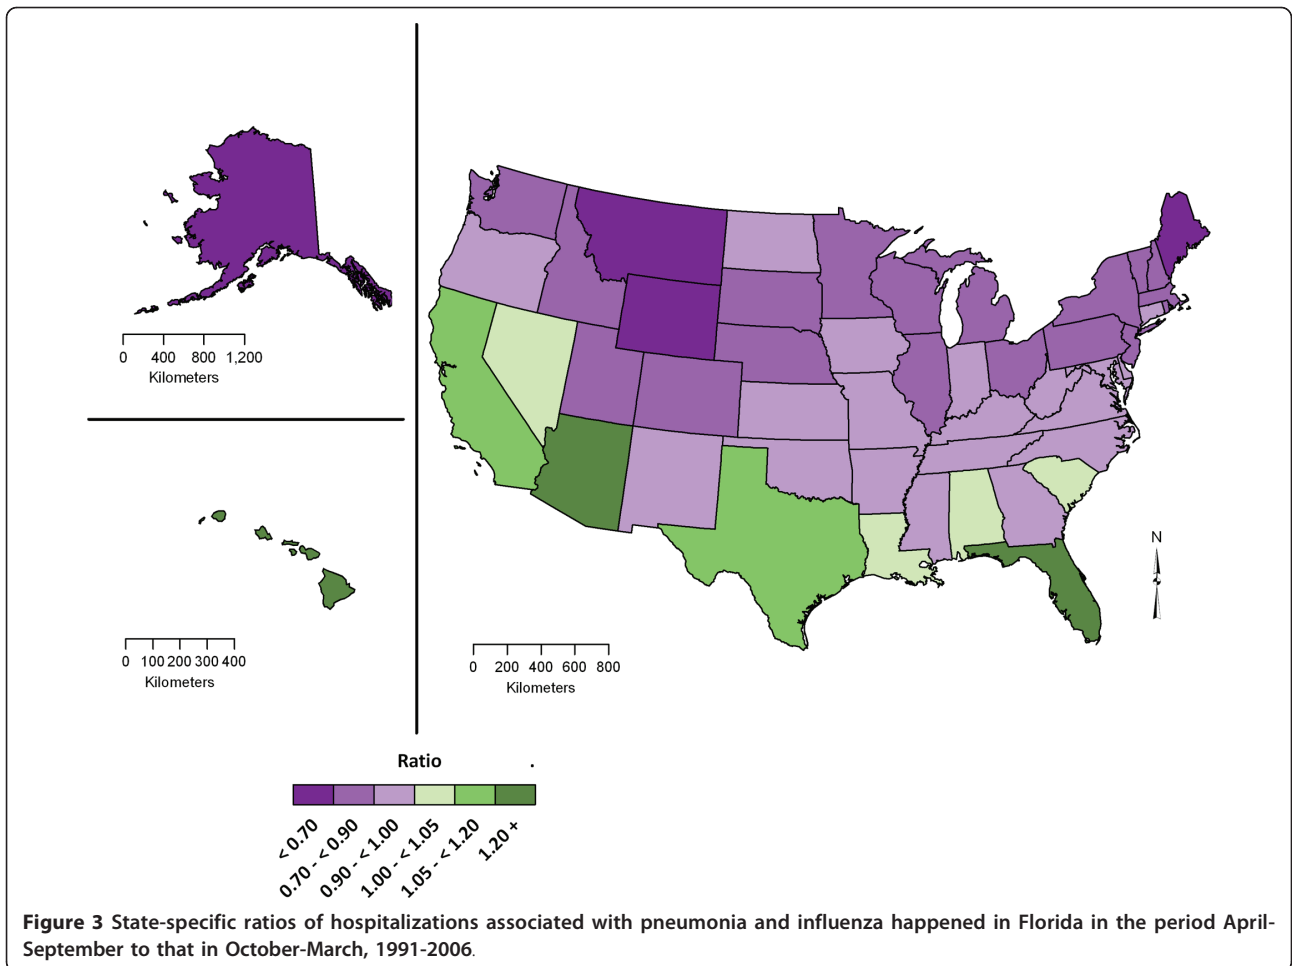 0 400 800 1,200
Kilometers
0 100 200 300 400
Kilometers
N
0 200 400 600 800
Kilometers
Ratio .
< 0.70
0.70 - < 0.90
0.90 - < 1.00
1.00 - < 1.05
1.05 - < 1.20
1.20 +
Figure 3 State-specific ratios of hospitalizations associated with pneumonia and influenza happened in Florida in the period April-
September to that in October-March, 1991-2006.